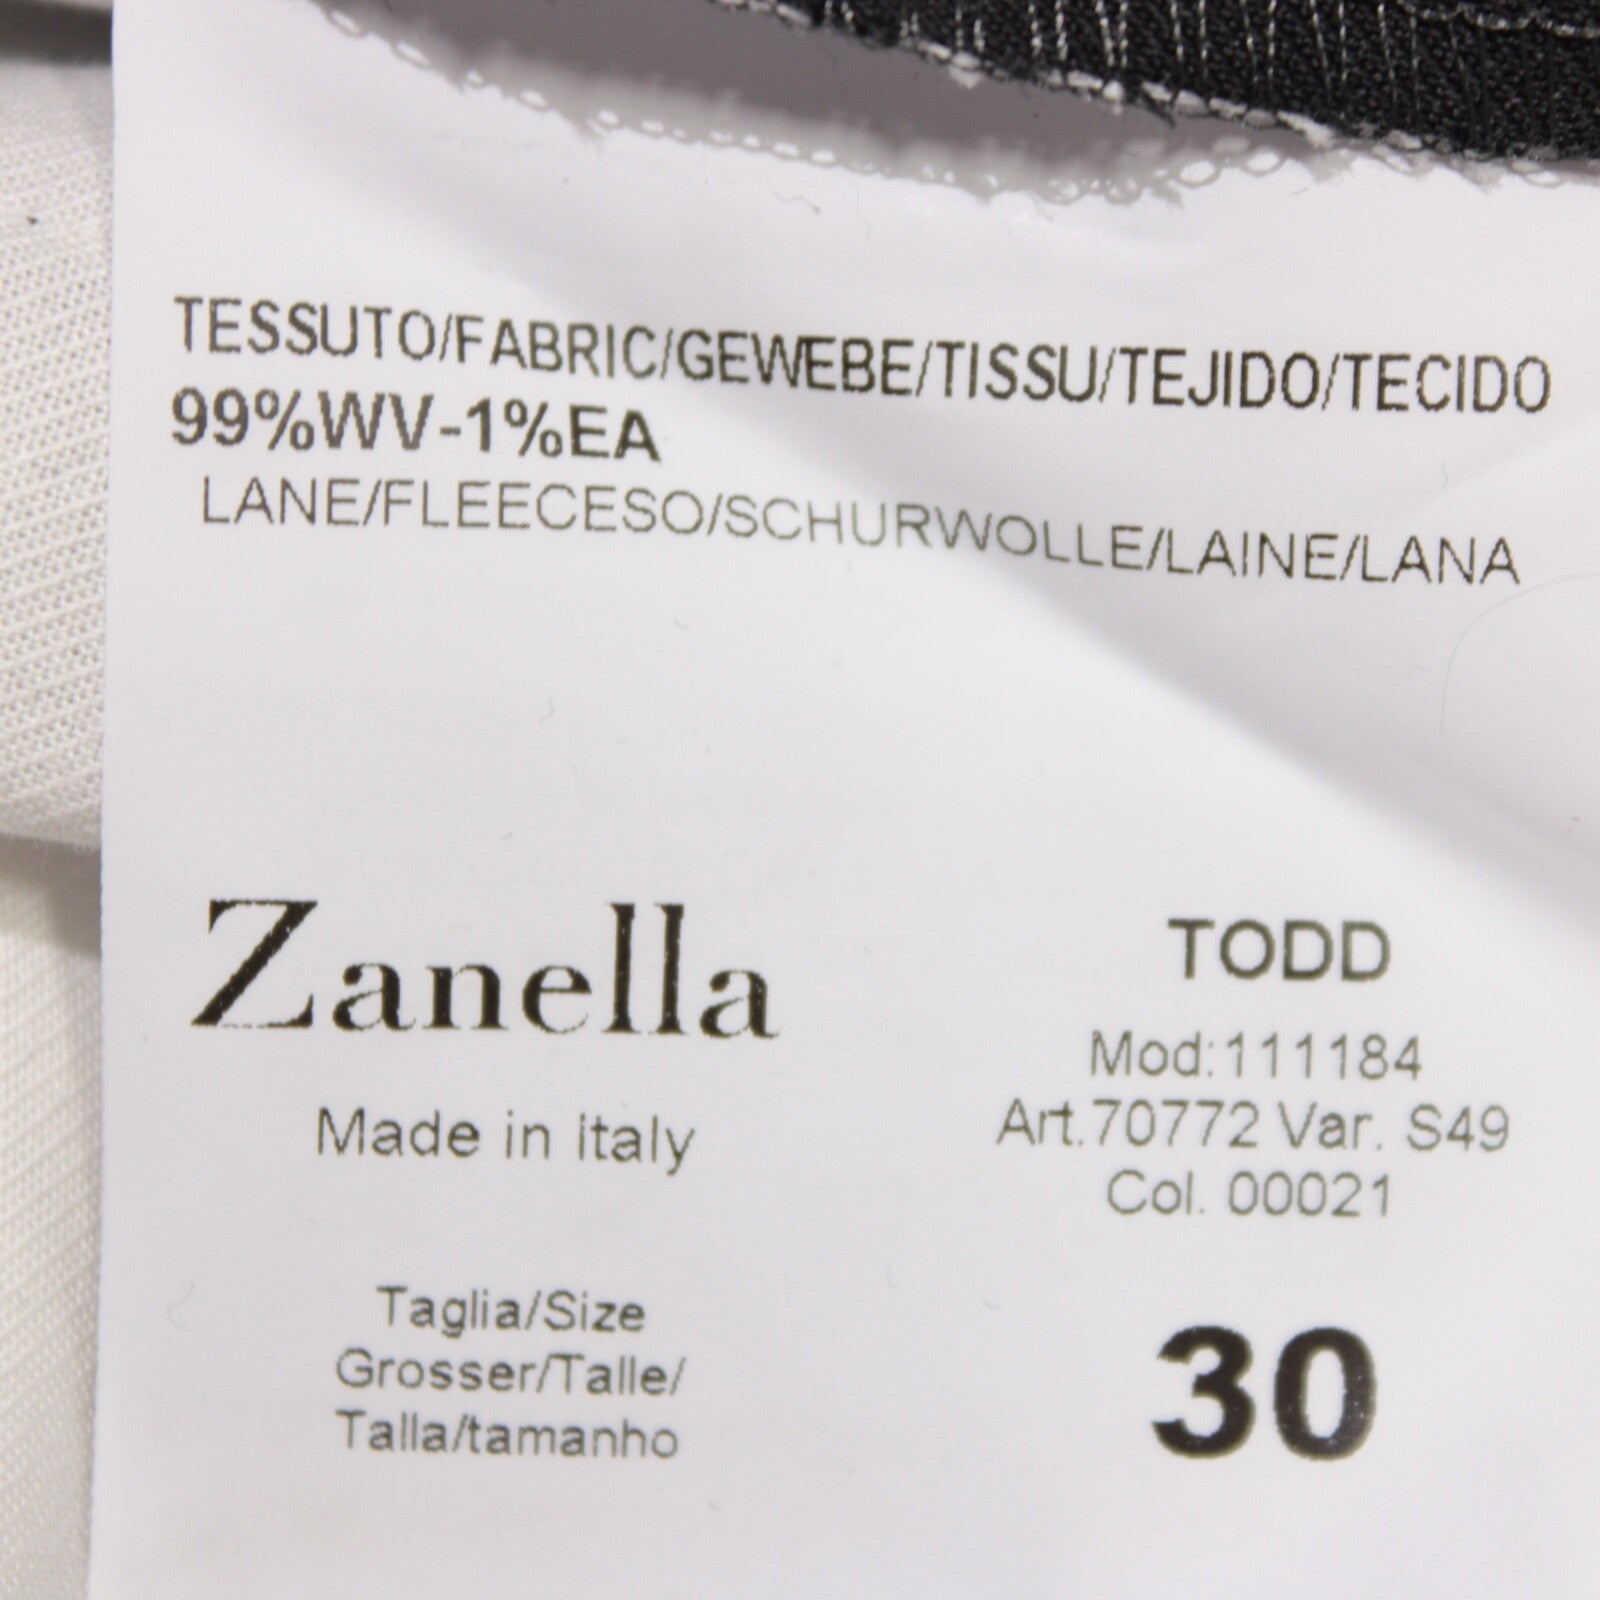 TESSUTO/FABRIC/GEWEBE/TISSU/TEJIDO/TECIDO
99%WV-1%EA
LANE/FLEECESO/SCHURWOLLE/LAINE/LANA
Zanella
Made in italy
TODD
Mod:111184
Art.70772 Var. S49
Col. 00021
Taglia/Size
Grosser/Talle/
Talla/tamanho
30